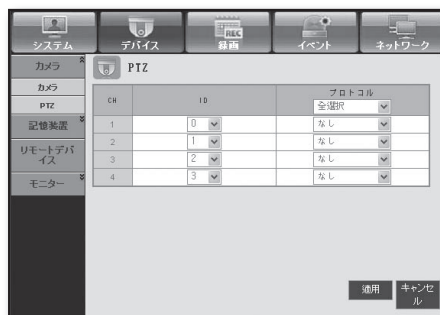 REC
システム デバイス 録画 イベント ネットワーク
カメラ
カメラ
PTZ
記憶装置
リモートデバ
イス
モニター
PTZ
CH ID プロトコル
全選択
1 0 なし
2 1 なし
3 2 なし
4 3 なし
適用 キャンセ
ル